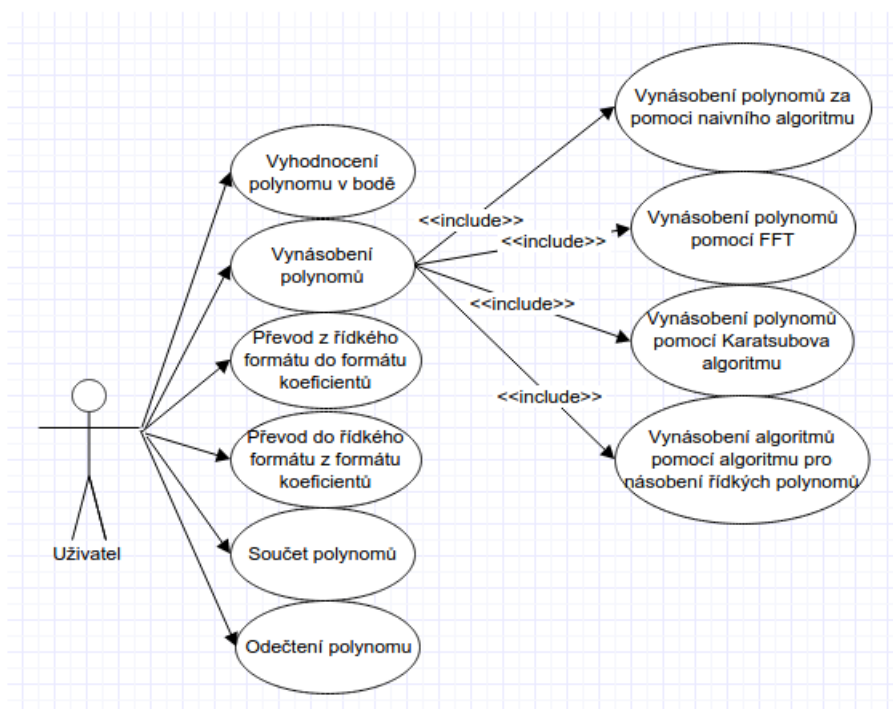 Vyhodnocení
polynomu v bodě
Vynásobení
polynomů
Převod z řídkého
formátu do formátu
koeficientů
Převod do řídkého
formátu z formátu
koeficientů
Součet polynomů
Odečtení polynomu
Uživatel
<<include>>
<<include>>
<<include>>
<<include>>
Vynásobení polynomů za
pomoci naivního algoritmu
Vynásobení polynomů
pomocí FFT
Vynásobení polynomů
pomocí Karatsubova
algoritmu
Vynásobení algoritmů
pomocí algoritmu pro
násobení řídkých polynomů